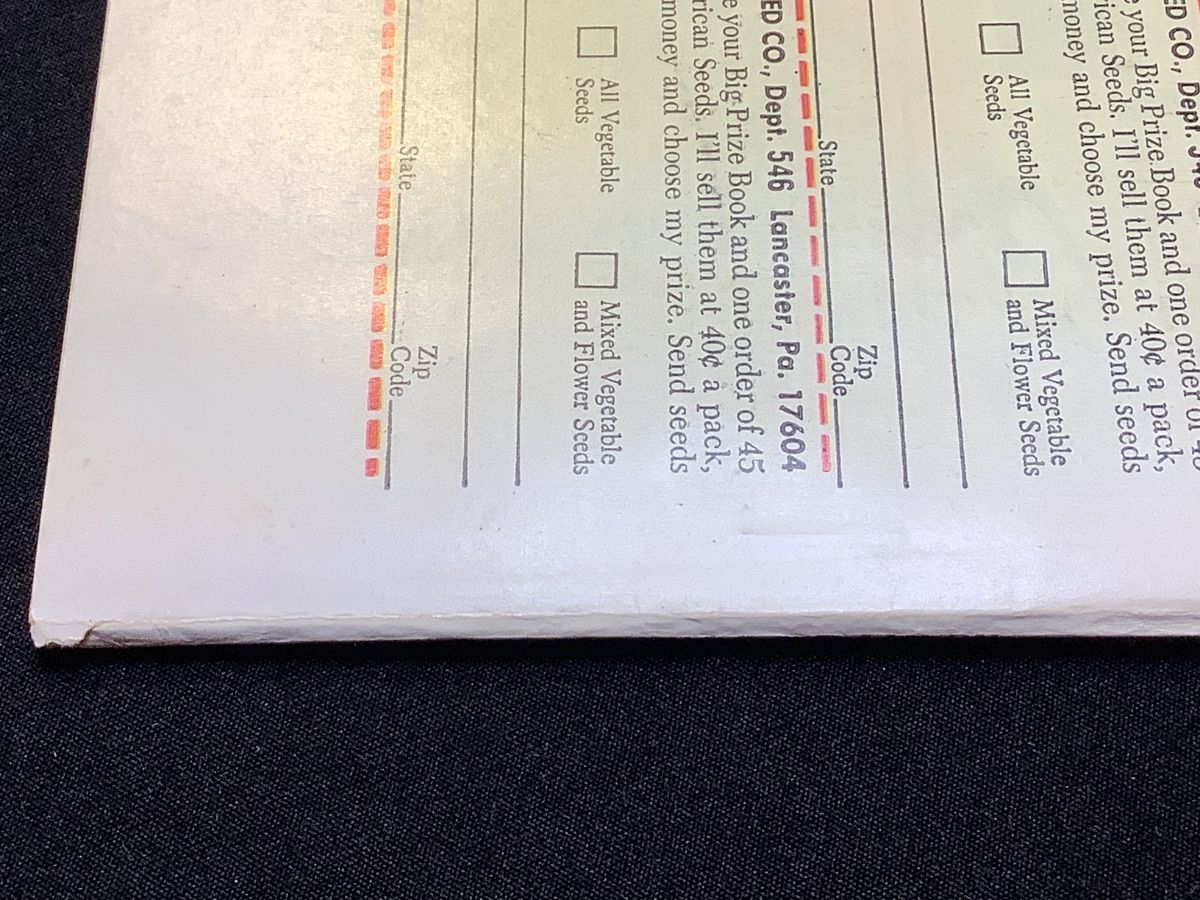 ED CO., Dept.
your Big Prize Book and one order of 45
rican Seeds. I'll sell them at 40¢ a pack,
money and choose my prize. Send seeds
All Vegetable Mixed Vegetable
Seeds and Flower Seeds
Zip
State Code
ED CO., Dept. 546 Lancaster, Pa. 17604
e your Big Prize Book and one order of 45
rican Seeds. I'll sell them at 40¢ a pack,
money and choose my prize. Send seeds
All Vegetable Mixed Vegetable
Seeds and Flower Seeds
Zip
State Code